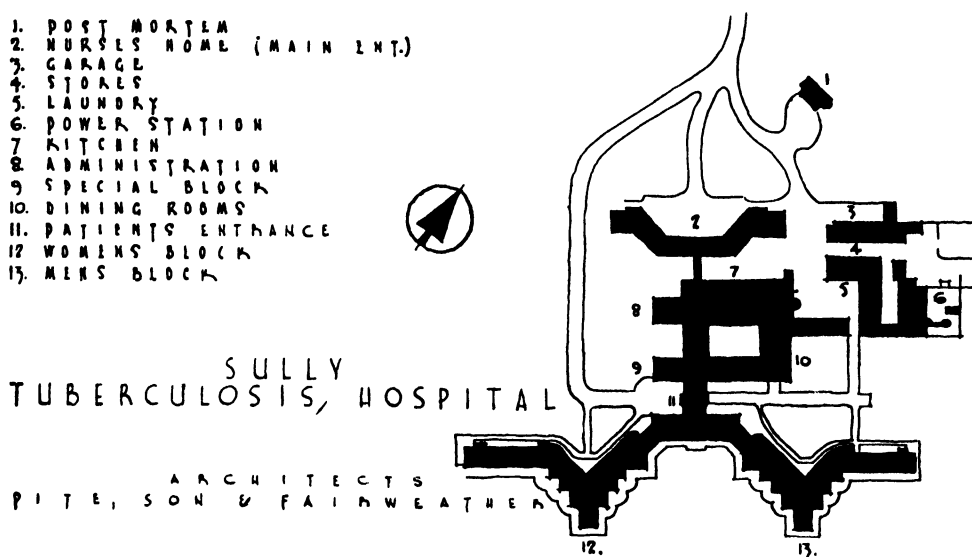 1. POST MORTEM
2. NURSES HOME (MAIN ENT.)
3. GARAGE
4. STORES
5. LAUNDRY
6. POWER STATION
7 KITCHEN
8. ADMINISTRATION
9 SPECIAL BLOCK
10. DINING ROOMS
11. PATIENTS ENTRANCE
12 WOMENS BLOCK
13. MENS BLOCK
SULLY
TUBERCULOSIS, HOSPITAL
ARCHITECTS
PITE, SON & FAIRWEATHER
1
2
3
4
5
6
7
8
9
10
11
12.
13.